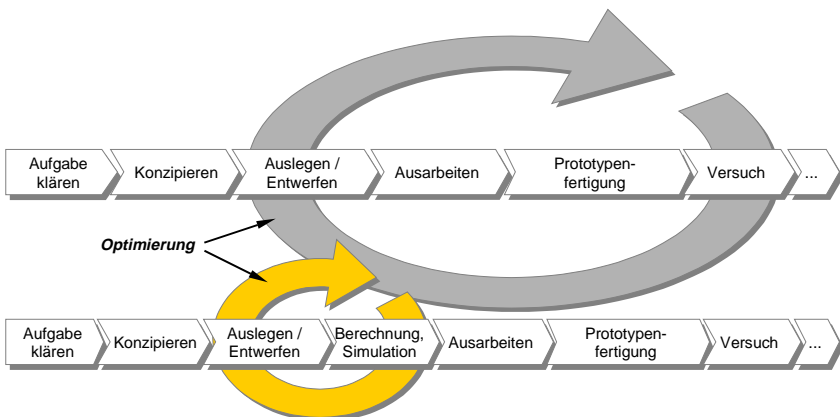 Aufgabe
klären
Konzipieren
Auslegen /
Entwerfen
Ausarbeiten
Prototypen-
fertigung
Versuch
...
Optimierung
Aufgabe
klären
Konzipieren
Auslegen /
Entwerfen
Berechnung,
Simulation
Ausarbeiten
Prototypen-
fertigung
Versuch
...